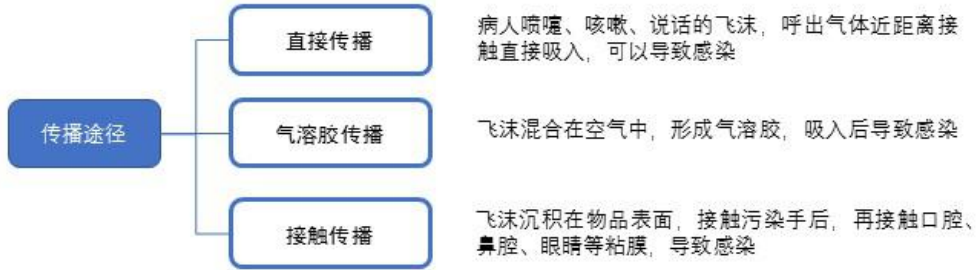 直接传播
病人喷嚏、咳嗽、说话的飞沫，呼出气体近距离接
触直接吸入，可以导致感染
传播途径
气溶胶传播
飞沫混合在空气中，形成气溶胶，吸入后导致感染
接触传播
飞沫沉积在物品表面，接触污染手后，再接触口腔、
鼻腔、眼睛等粘膜，导致感染